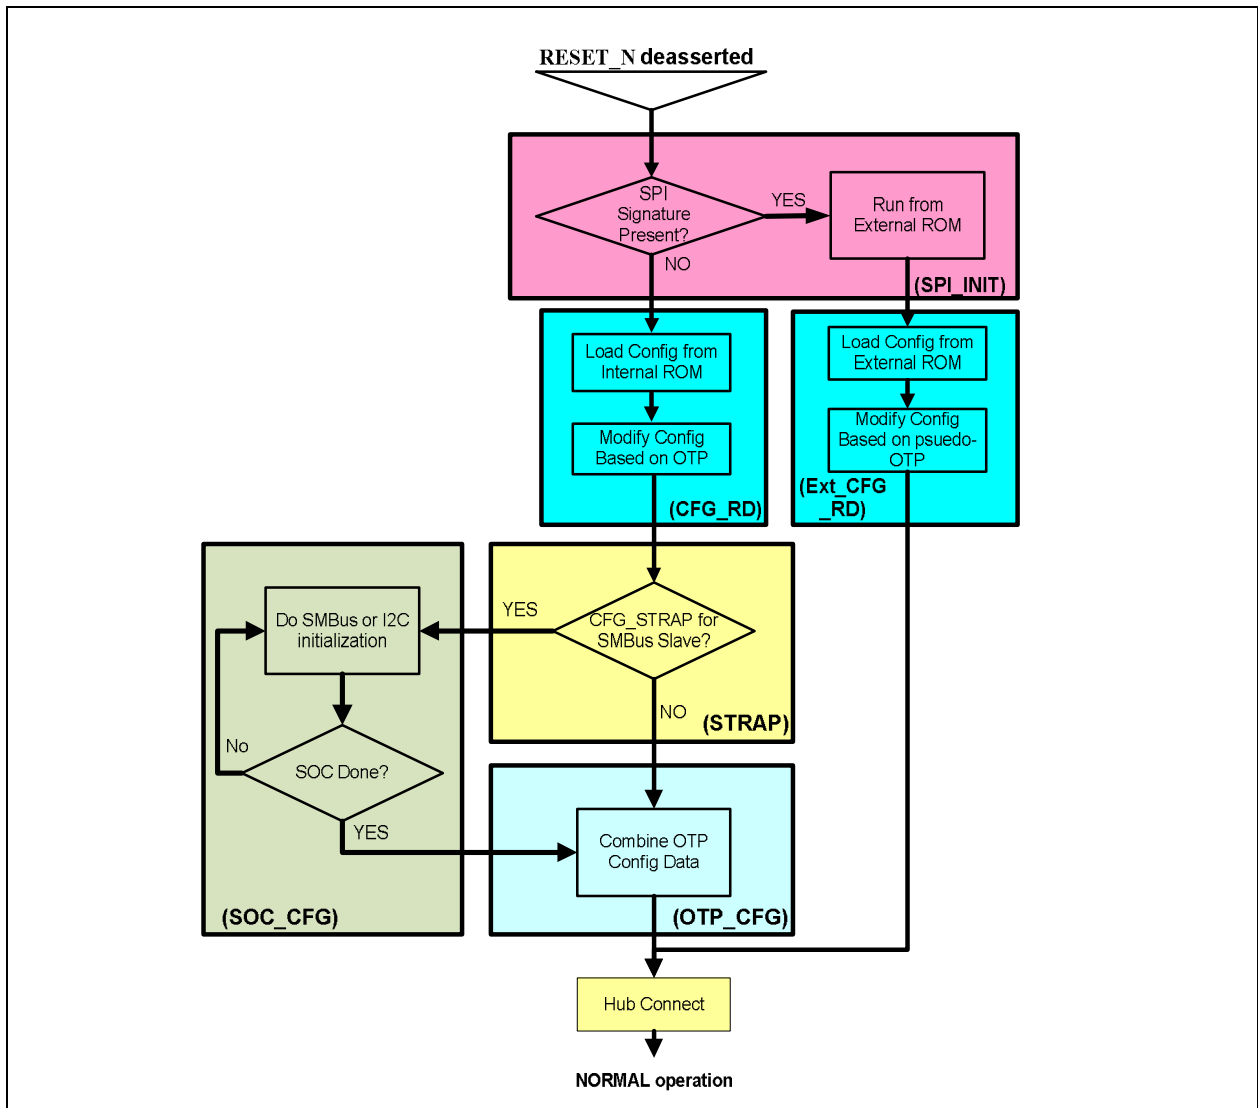 RESET_N deasserted
SPI
Signature
Present?
YES
Run from
External ROM
NO
(SPI_INIT)
Load Config from
Internal ROM
Load Config from
External ROM
Modify Config
Based on OTP
Modify Config
Based on psuedo-
OTP
(CFG_RD)
(Ext_CFG
_RD)
Do SMBus or I2C
initialization
YES
CFG_STRAP for
SMBus Slave?
NO
(STRAP)
No
SOC Done?
YES
Combine OTP
Config Data
(SOC_CFG)
(OTP_CFG)
Hub Connect
NORMAL operation